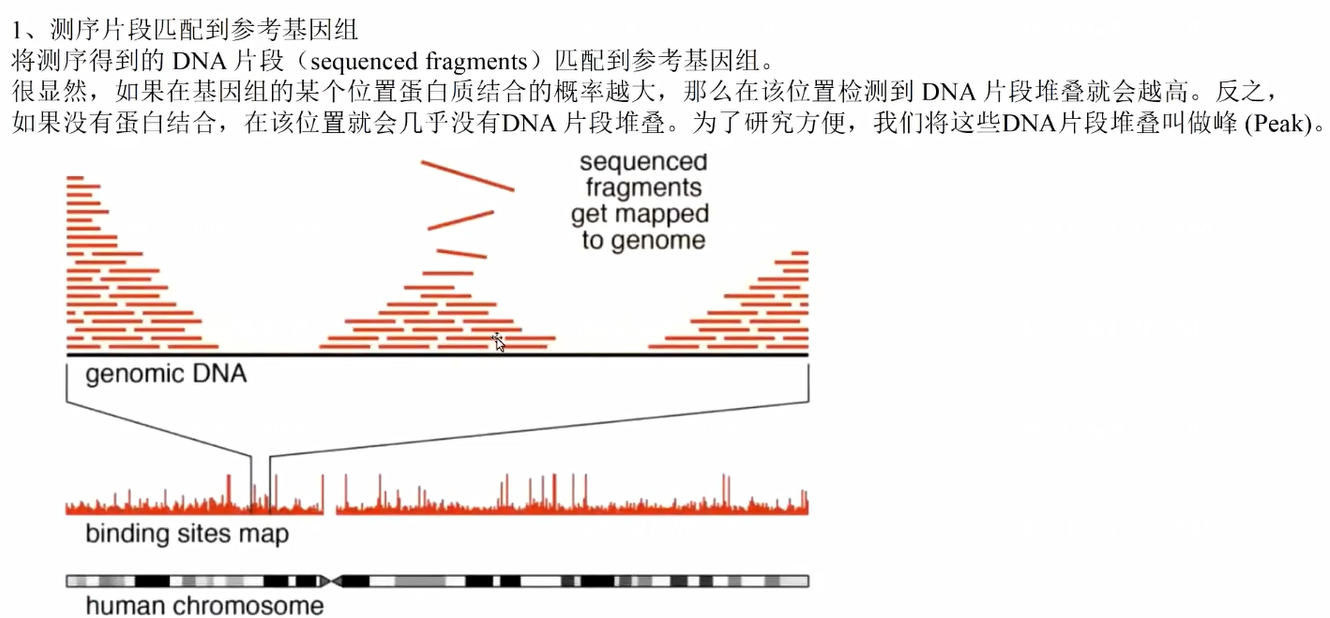 1、测序片段匹配到参考基因组
将测序得到的 DNA 片段（sequenced fragments）匹配到参考基因组。
很显然，如果在基因组的某个位置蛋白质结合的概率越大，那么在该位置检测到 DNA 片段堆叠就会越高。反之，
如果没有蛋白结合，在该位置就会几乎没有DNA 片段堆叠。为了研究方便，我们将这些DNA片段堆叠叫做峰 (Peak)。
sequenced
fragments
get mapped
to genome
genomic DNA
binding sites map
human chromosome